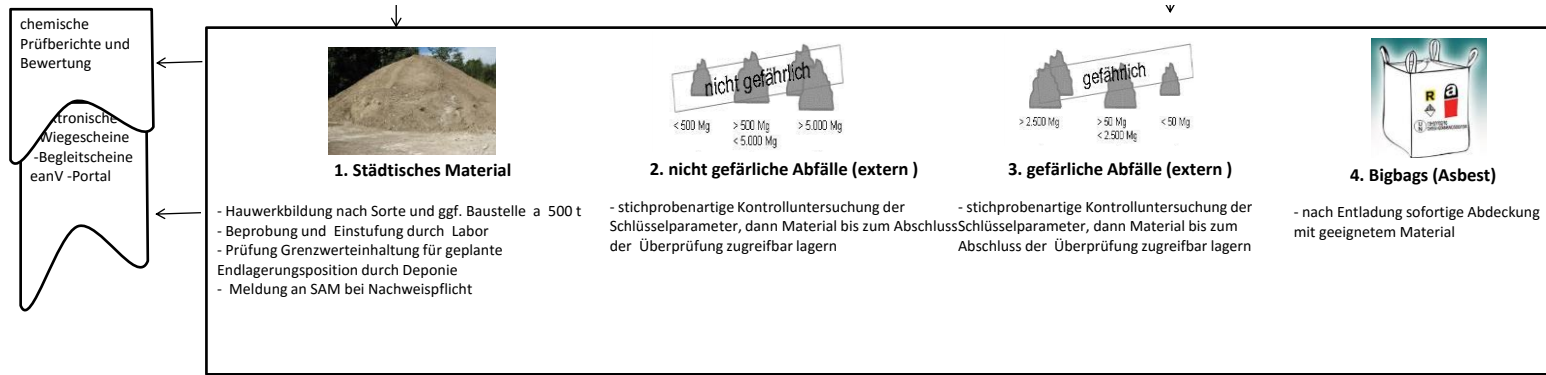 chemische
Prüfberichte und
Bewertung
ktronische
Wiegescheine
-Begleitscheine
eanV -Portal
1. Städtisches Material
- Hauwerkbildung nach Sorte und ggf. Baustelle a 500 t
- Beprobung und Einstufung durch Labor
- Prüfung Grenzwerteinhaltung für geplante
Endlagerungsposition durch Deponie
- Meldung an SAM bei Nachweispflicht
nicht gefährlich
< 500 Mg
> 500 Mg
< 5.000 Mg
> 5.000 Mg
2. nicht gefärliche Abfälle (extern )
- stichprobenartige Kontrolluntersuchung der
Schlüsselparameter, dann Material bis zum Abschluss
der Überprüfung zugreifbar lagern
gefährlich
> 2.500 Mg
> 50 Mg
< 2.500 Mg
< 50 Mg
3. gefärliche Abfälle (extern )
- stichprobenartige Kontrolluntersuchung der
Schlüsselparameter, dann Material bis zum
Abschluss der Überprüfung zugreifbar lagern
R
a
4. Bigbags (Asbest)
- nach Entladung sofortige Abdeckung
mit geeignetem Material